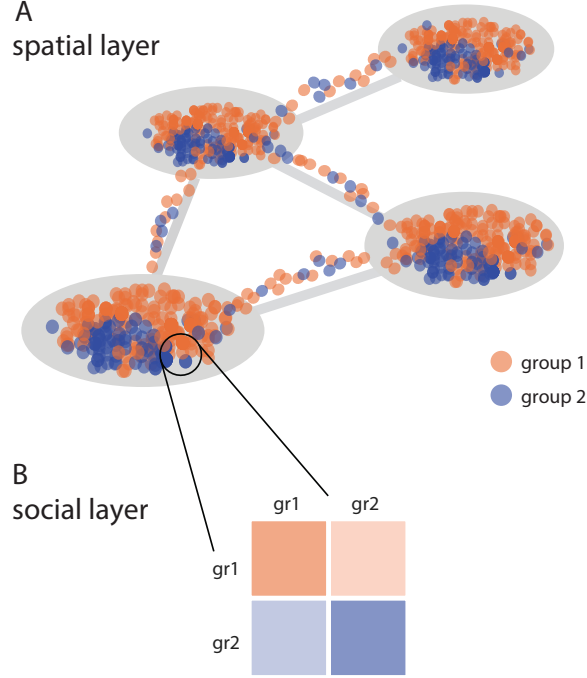 A
spatial layer
group 1
group 2
B
social layer
gr1 gr2
gr1
gr2